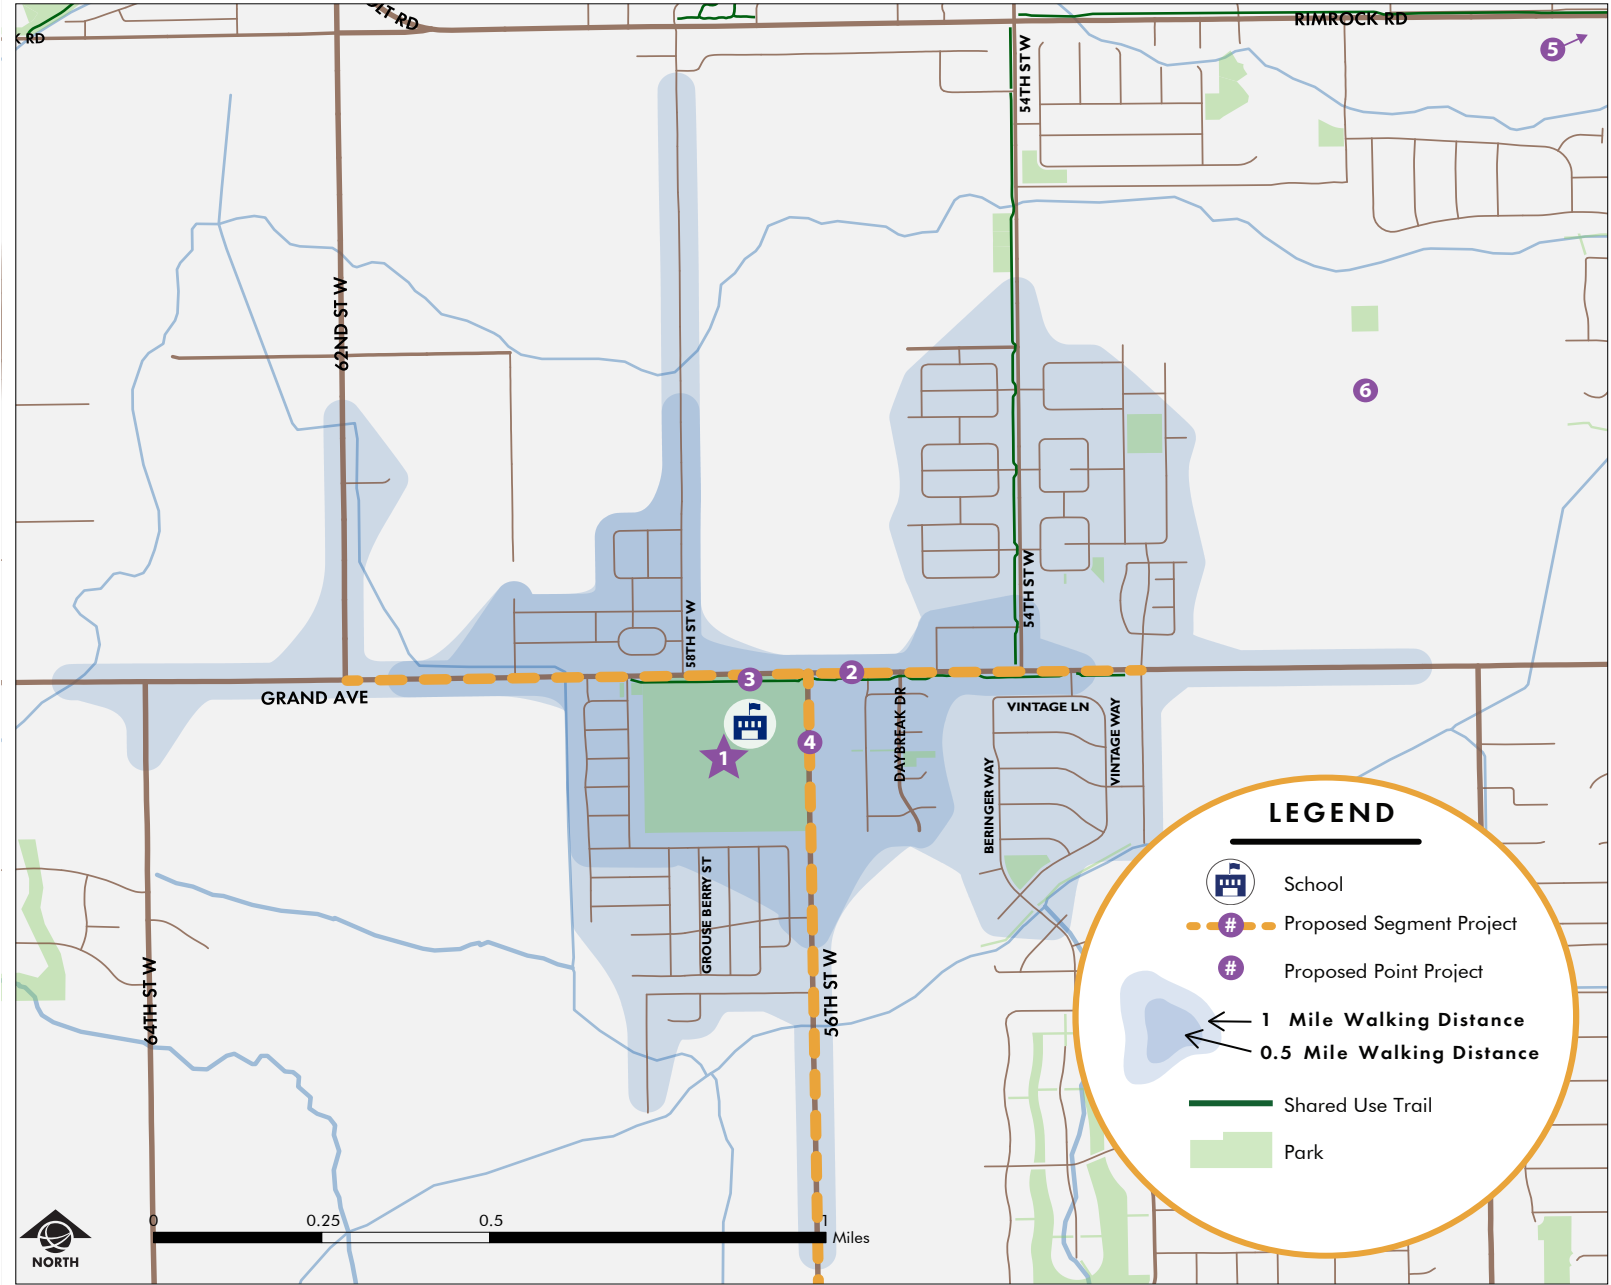 OLT RD
K RD
RIMROCK RD
5
54TH ST W
62ND ST W
6
54TH ST W
58TH ST W
GRAND AVE
3
2
1
4
DAYBREAK DR
VINTAGE LN
VINTAGE WAY
BERINGER WAY
GROUSE BERRY ST
56TH ST W
64TH ST W
LEGEND
School
# Proposed Segment Project
# Proposed Point Project
1 Mile Walking Distance
0.5 Mile Walking Distance
Shared Use Trail
Park
NORTH
0 0.25 0.5 1
Miles